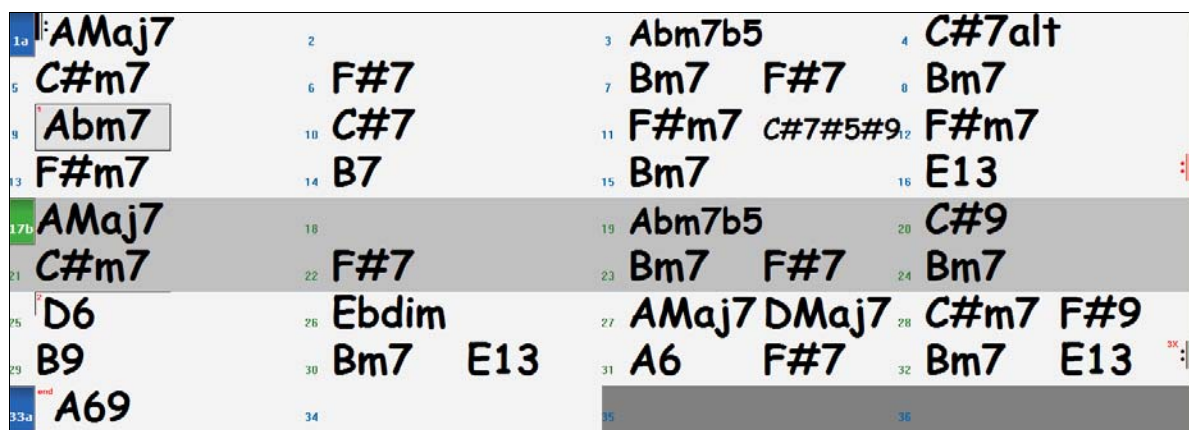 1a AMaj7 2 3 Abm7b5 4 C#7alt
5 C#m7 6 F#7 7 Bm7 F#7 8 Bm7
9 1 Abm7 10 C#7 11 F#m7 C#7#5#9 12 F#m7
13 F#m7 14 B7 15 Bm7 16 E13
17b AMaj7 18 19 Abm7b5 20 C#9
21 C#m7 22 F#7 23 Bm7 F#7 24 Bm7
25 2 D6 26 Ebdim 27 AMaj7 DMaj7 28 C#m7 F#9
29 B9 30 Bm7 E13 31 A6 F#7 32 Bm7 E13 3X
33a end A69 34 35 36